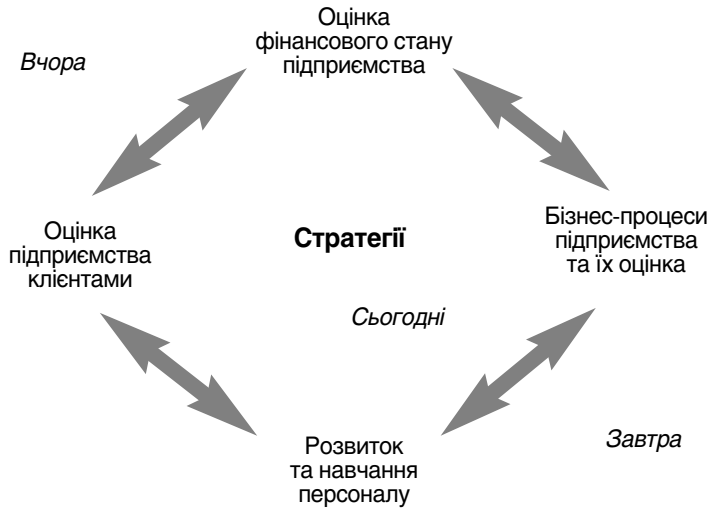 Оцінка
фінансового стану
підприємства
Вчора
Оцінка
підприємства
клієнтами
Стратегії
Бізнес-процеси
підприємства
та їх оцінка
Сьогодні
Розвиток
та навчання
персоналу
Завтра